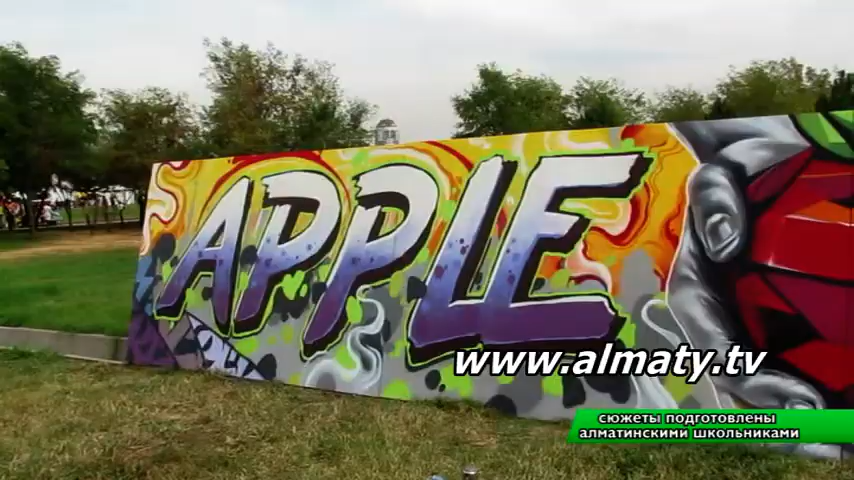 APPLE
www.almaty.tv
сюжеты подготовлены
алматинскими школьниками